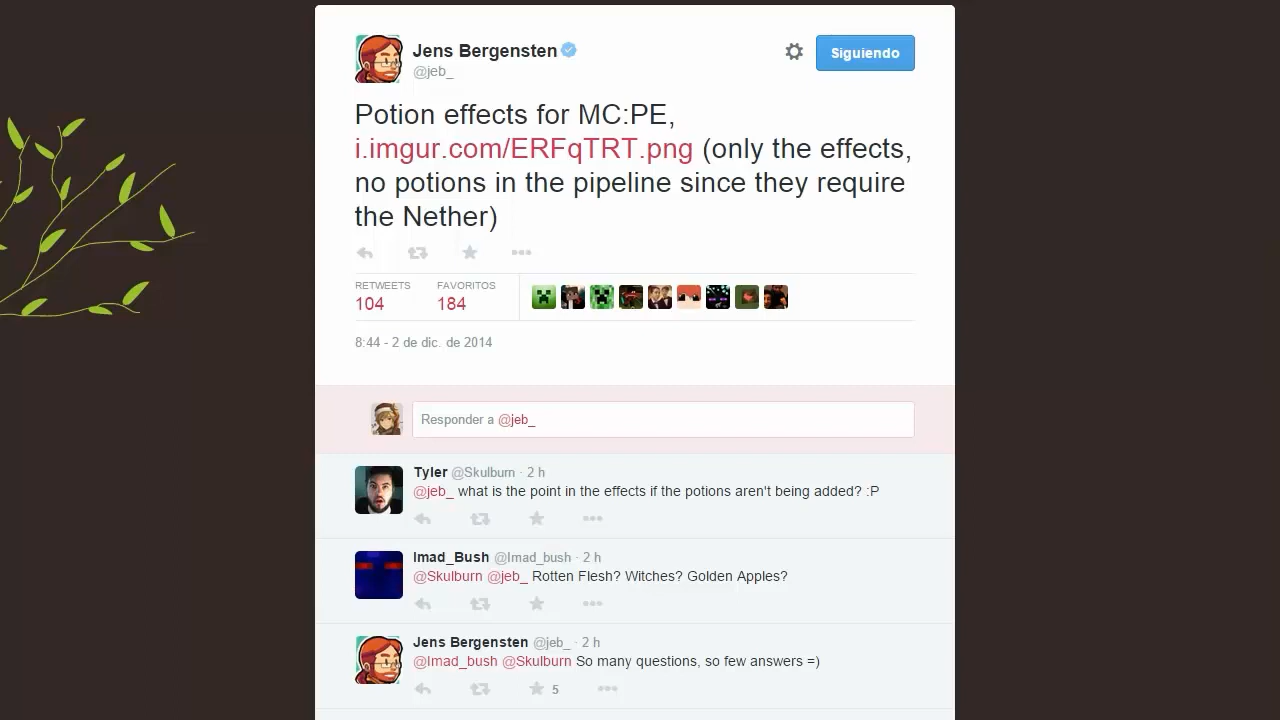 Jens Bergensten
@jeb_
Siguiendo
Potion effects for MC:PE,
i.imgur.com/ERFqTRT.png (only the effects,
no potions in the pipeline since they require
the Nether)
RETWEETS FAVORITOS
104 184
8:44 - 2 de dic. de 2014
Responder a @jeb_
Tyler @Skulburn · 2 h
@jeb_ what is the point in the effects if the potions aren't being added? :P
Imad_Bush @Imad_bush · 2 h
@Skulburn @jeb_ Rotten Flesh? Witches? Golden Apples?
Jens Bergensten @jeb_ · 2 h
@Imad_bush @Skulburn So many questions, so few answers =)
5